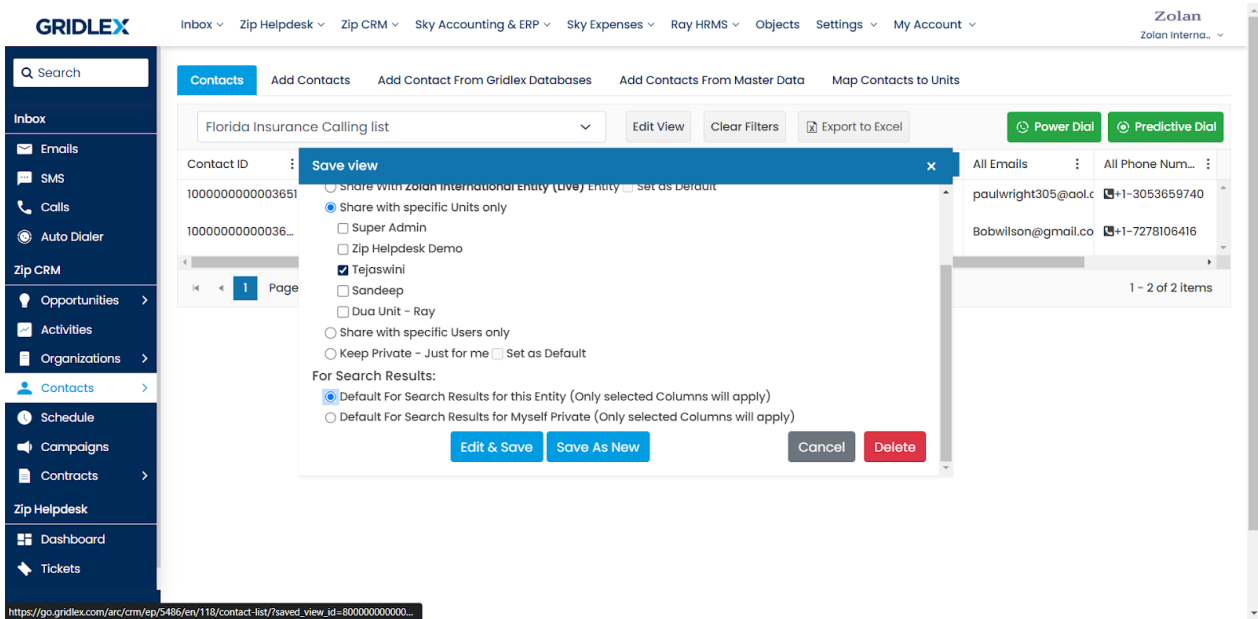 GRIDLEX
Inbox Zip Helpdesk Zip CRM Sky Accounting & ERP Sky Expenses Ray HRMS Objects Settings My Account
Zolan
Zolan Interna..
Search
Contacts Add Contacts Add Contact From Gridlex Databases Add Contacts From Master Data Map Contacts to Units
Inbox
Emails
SMS
Calls
Auto Dialer
Zip CRM
Opportunities
Activities
Organizations
Contacts
Schedule
Campaigns
Contracts
Zip Helpdesk
Dashboard
Tickets
Florida Insurance Calling list Edit View Clear Filters Export to Excel Power Dial Predictive Dial
Contact ID All Emails All Phone Num...
1000000000003651 paulwright305@aol.c +1-3053659740
10000000000036... Bobwilson@gmail.co +1-7278106416
1 Page 1 - 2 of 2 items
Save view ×
Share With Zolan International Entity (Live) Entity Set as Default
Share with specific Units only
Super Admin
Zip Helpdesk Demo
Tejaswini
Sandeep
Dua Unit - Ray
Share with specific Users only
Keep Private - Just for me Set as Default
For Search Results:
Default For Search Results for this Entity (Only selected Columns will apply)
Default For Search Results for Myself Private (Only selected Columns will apply)
Edit & Save Save As New Cancel Delete
https://go.gridlex.com/arc/crm/ep/5486/en/118/contact-list/?saved_view_id=800000000000...